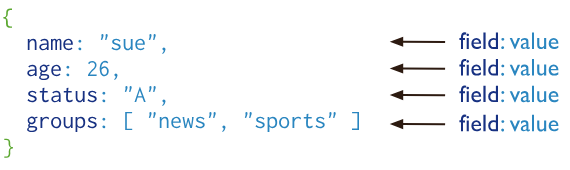 {
name: "sue", field: value
age: 26, field: value
status: "A", field: value
groups: [ "news", "sports" ] field: value
}